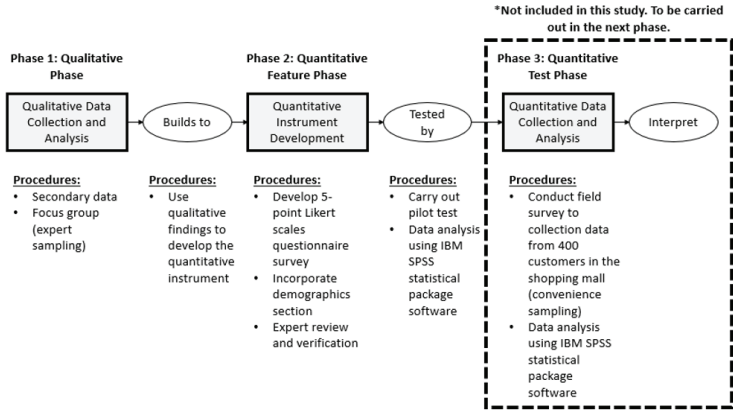 *Not included in this study. To be carried
out in the next phase.
Phase 1: Qualitative
Phase
Phase 2: Quantitative
Feature Phase
Phase 3: Quantitative
Test Phase
Qualitative Data
Collection and
Analysis
Builds to
Quantitative
Instrument
Development
Tested
by
Quantitative Data
Collection and
Analysis
Interpret
Procedures:
• Secondary data
• Focus group
(expert
sampling)
Procedures:
• Use
qualitative
findings to
develop the
quantitative
instrument
Procedures:
• Develop 5-
point Likert
scales
questionnaire
survey
• Incorporate
demographics
section
• Expert review
and verification
Procedures:
• Carry out
pilot test
• Data analysis
using IBM
SPSS
statistical
package
software
Procedures:
• Conduct field
survey to
collection data
from 400
customers in the
shopping mall
(convenience
sampling)
• Data analysis
using IBM SPSS
statistical
package
software